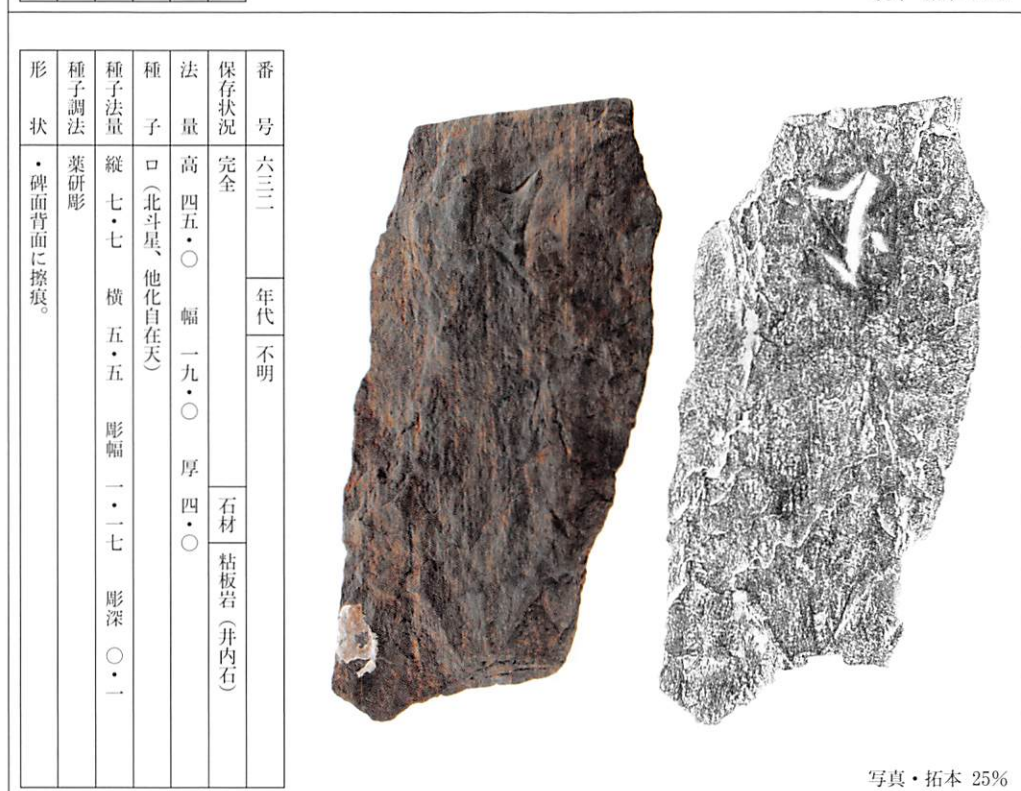 番号 六三二 年代 不明
保存状況 完全 石材 粘板岩（井内石）
法量 高 四五・〇 幅 一九・〇 厚 四・〇
種子 ロ（北斗星、他化自在天）
種子法量 縦 七・七 横 五・五 彫幅 一・一七 彫深 〇・一
種子調法 薬研彫
形状 ・碑面背面に擦痕。
写真・拓本 25%